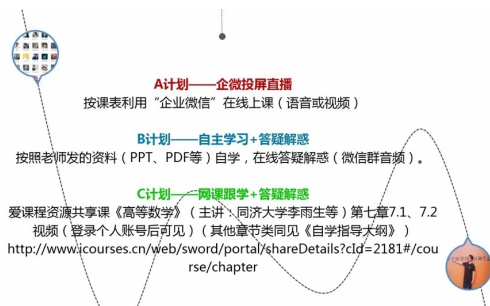 A计划——企微投屏直播
按课表利用“企业微信”在线上课（语音或视频）
B计划——自主学习+答疑解惑
按照老师发的资料（PPT、PDF等）自学，在线答疑解惑（微信群音频）。
C计划——网课跟学+答疑解惑
爱课程资源共享课《高等数学》（主讲：同济大学李雨生等）第七章7.1、7.2
视频（登录个人账号后可见）（其他章节类同见《自学指导大纲》）
http://www.icourses.cn/web/sword/portal/shareDetails?cId=2181#/cou
rse/chapter